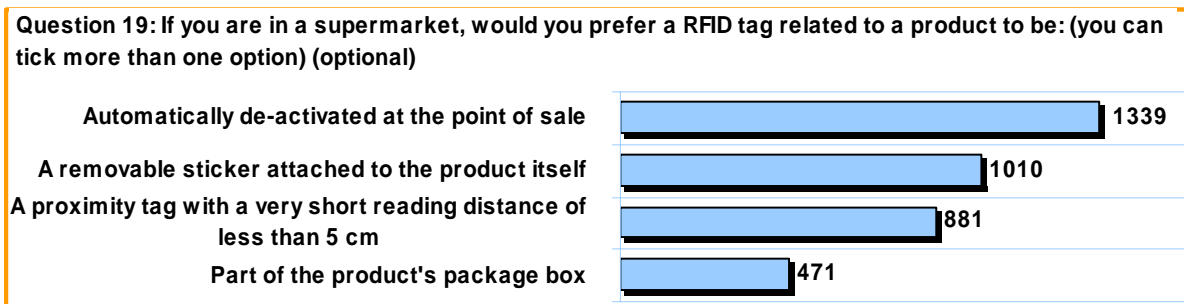 Question 19: If you are in a supermarket, would you prefer a RFID tag related to a product to be: (you can
tick more than one option) (optional)
Automatically de-activated at the point of sale
1339
A removable sticker attached to the product itself
1010
A proximity tag with a very short reading distance of
less than 5 cm
881
Part of the product's package box
471